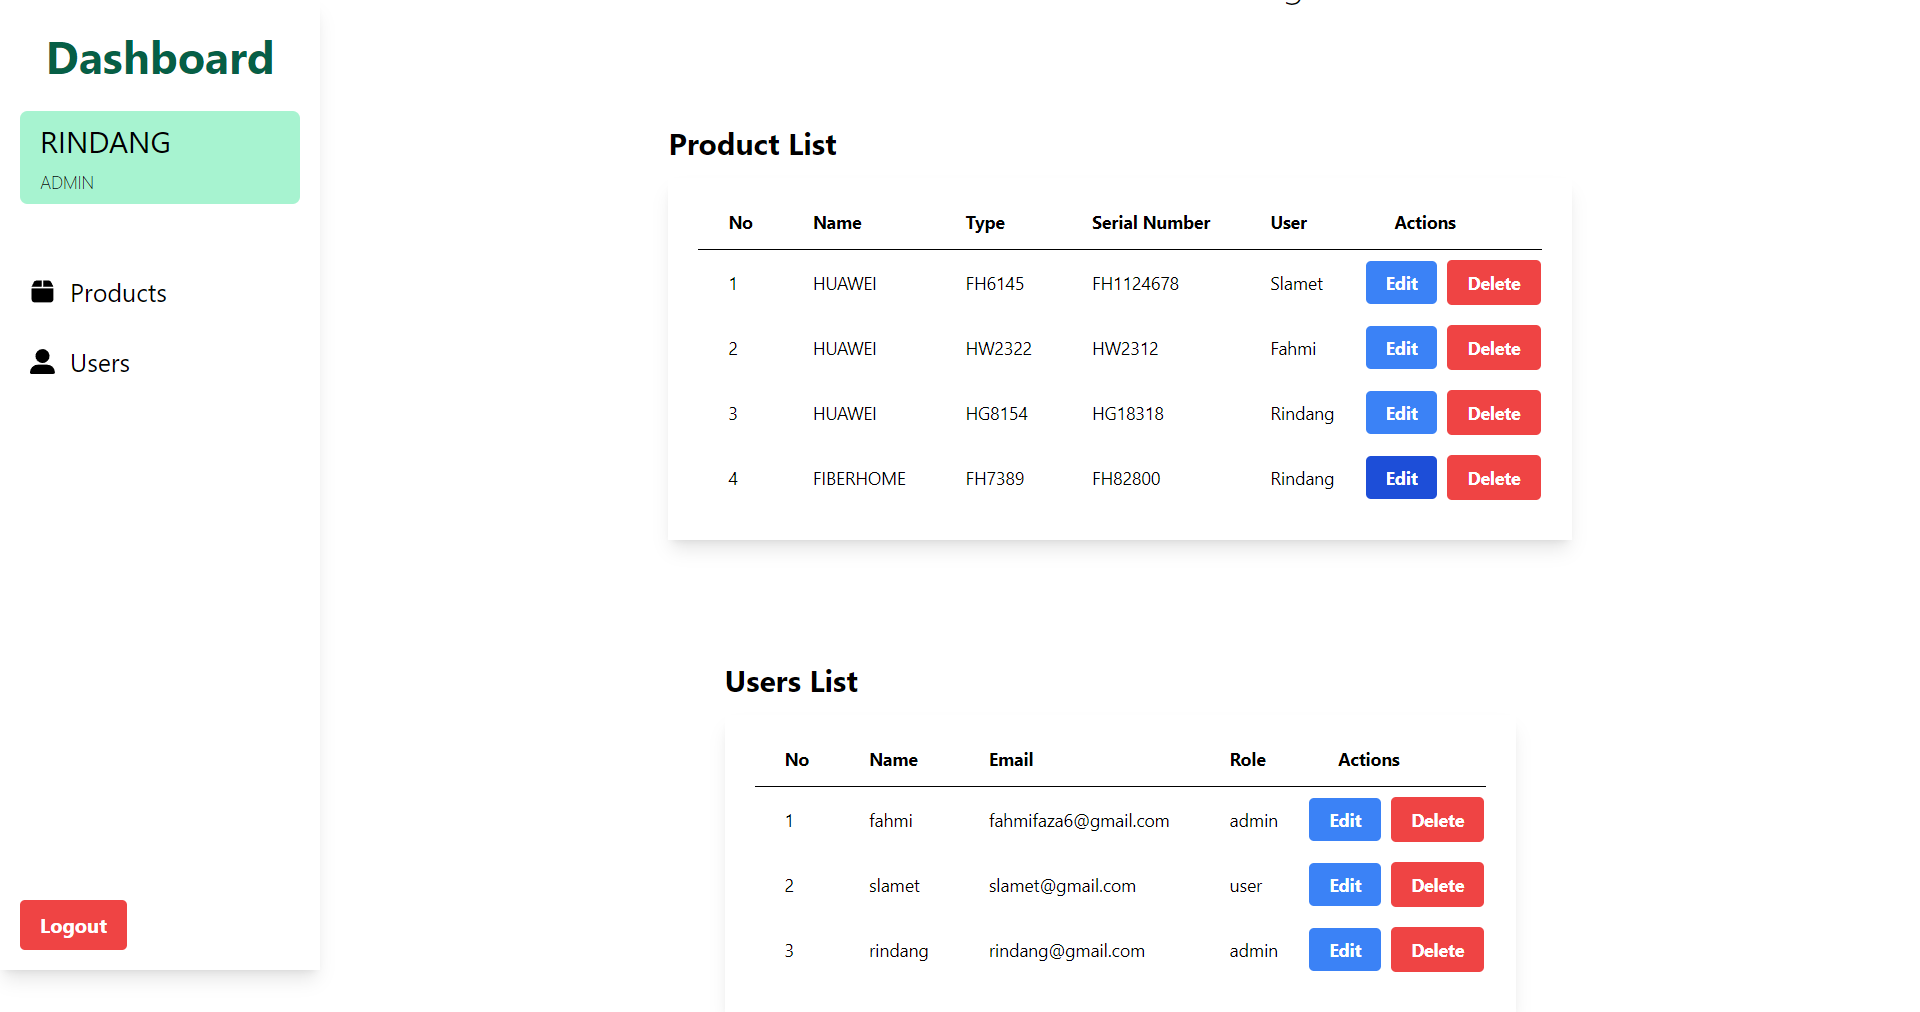 Dashboard
RINDANG
ADMIN
Products
Users
Logout
Product List
No Name Type Serial Number User Actions
1 HUAWEI FH6145 FH1124678 Slamet Edit Delete
2 HUAWEI HW2322 HW2312 Fahmi Edit Delete
3 HUAWEI HG8154 HG18318 Rindang Edit Delete
4 FIBERHOME FH7389 FH82800 Rindang Edit Delete
Users List
No Name Email Role Actions
1 fahmi fahmifaza6@gmail.com admin Edit Delete
2 slamet slamet@gmail.com user Edit Delete
3 rindang rindang@gmail.com admin Edit Delete